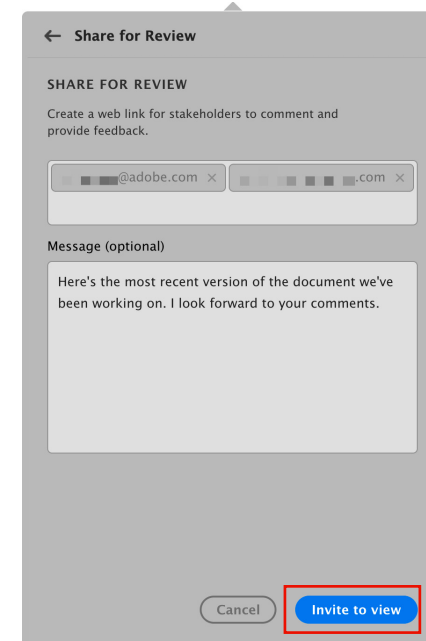 ← Share for Review
SHARE FOR REVIEW
Create a web link for stakeholders to comment and
provide feedback.
@adobe.com × .com ×
Message (optional)
Here's the most recent version of the document we've
been working on. I look forward to your comments.
Cancel Invite to view